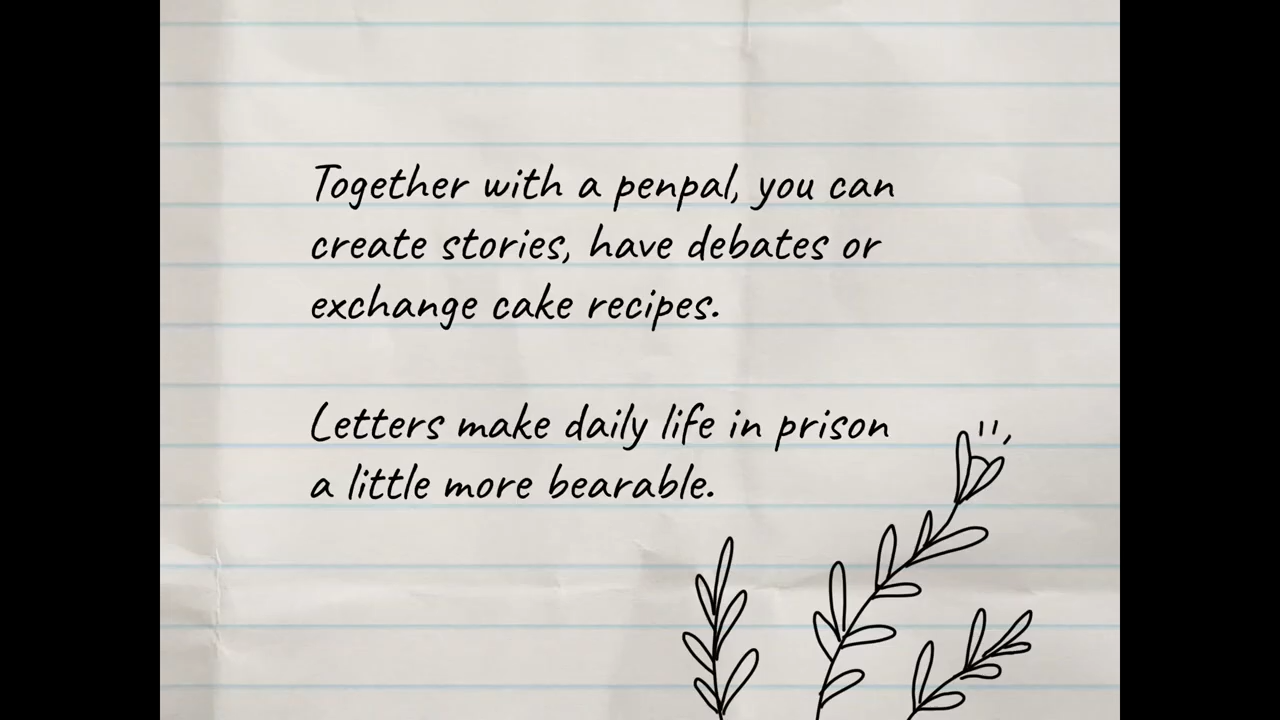 Together with a penpal, you can
create stories, have debates or
exchange cake recipes.
Letters make daily life in prison
a little more bearable.